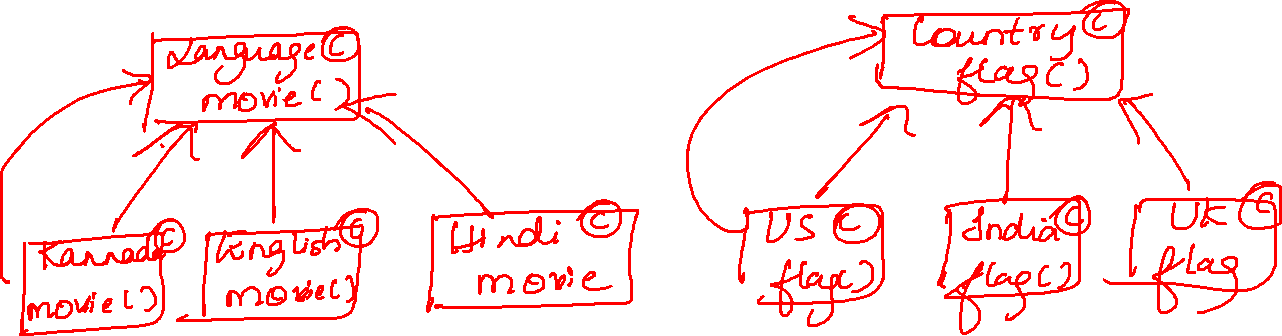 Language ©
movie()
Country ©
flag()
Kannada ©
movie()
English ©
movie()
Hindi ©
movie
US ©
flag()
India ©
flag()
UK ©
flag